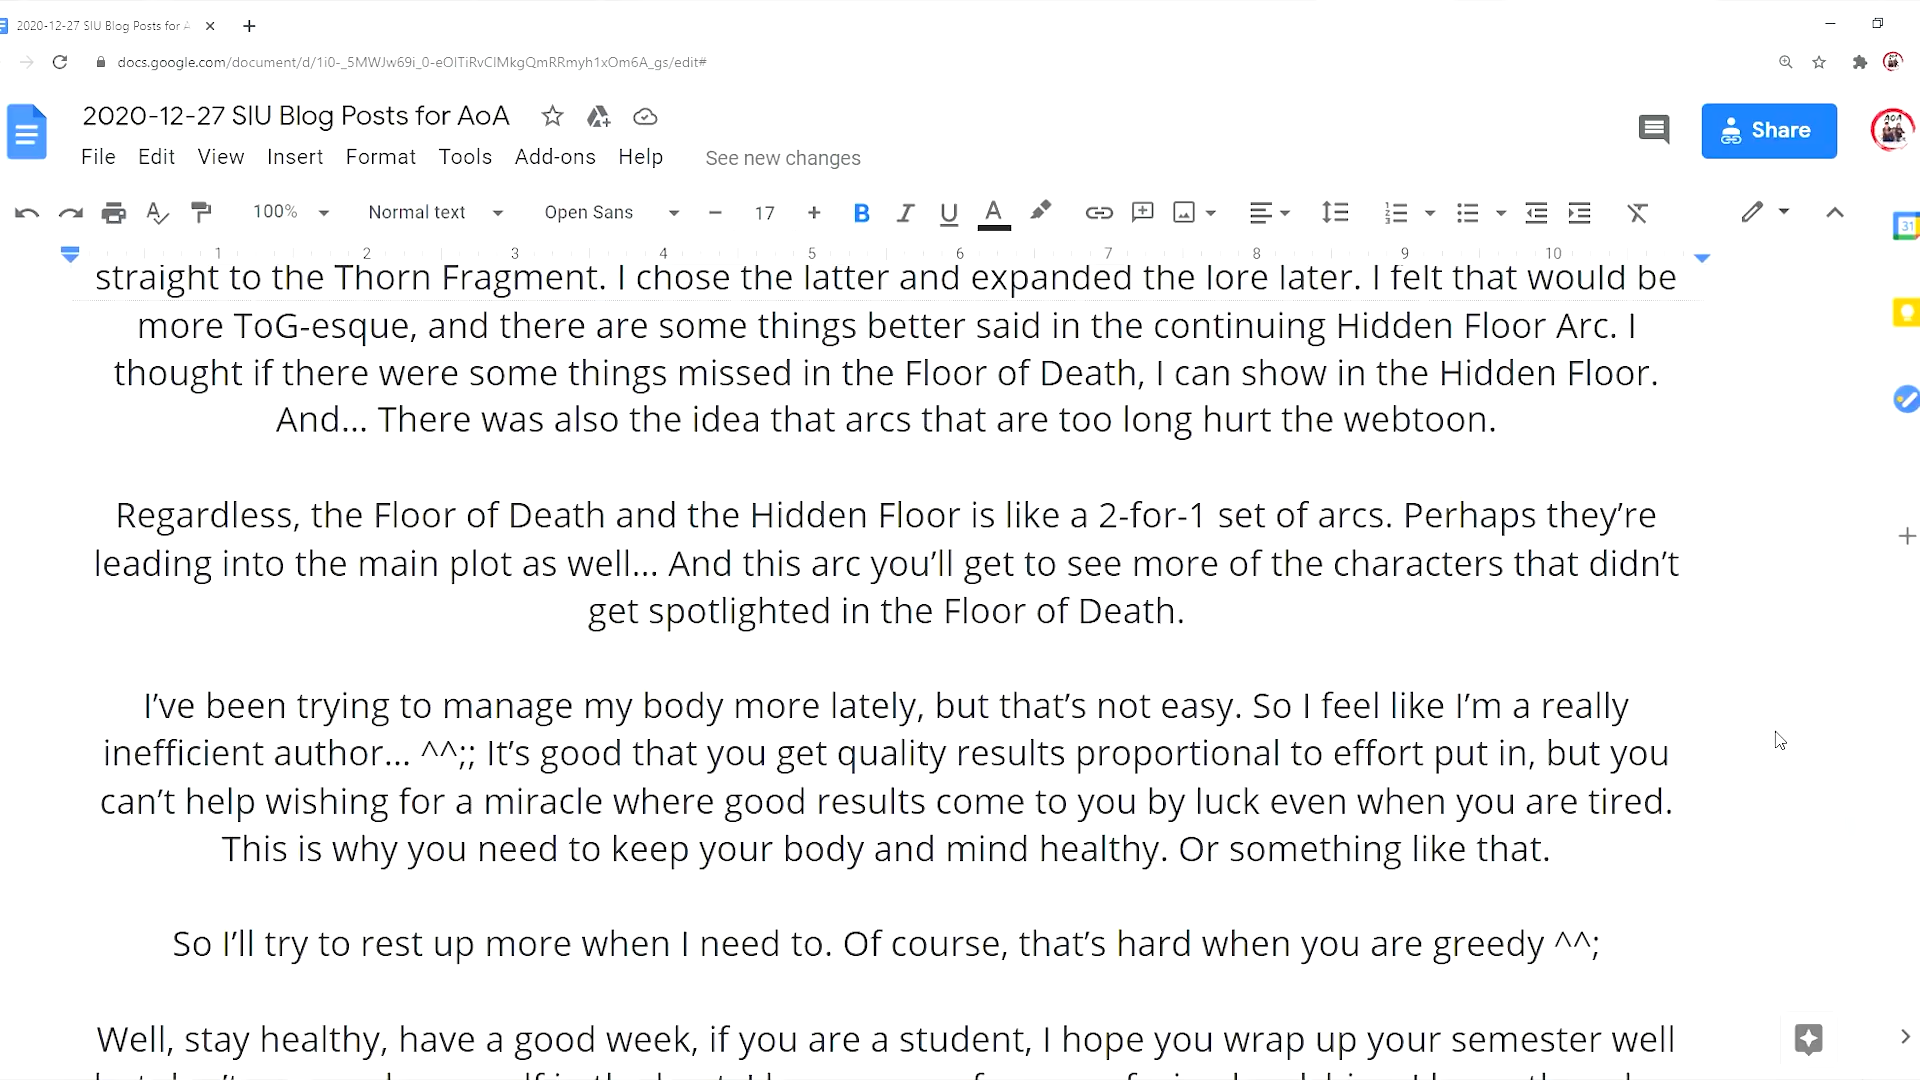 2020-12-27 SIU Blog Posts for A
docs.google.com/document/d/1i0-_5MWJw69i_0-eOlTiRvClMkgQmRRmyh1xOm6A_gs/edit#
2020-12-27 SIU Blog Posts for AoA
Share
File Edit View Insert Format Tools Add-ons Help See new changes
100% Normal text Open Sans 17 B I U A
31
1 2 3 4 5 6 7 8 9 10
straight to the Thorn Fragment. I chose the latter and expanded the lore later. I felt that would be
more ToG-esque, and there are some things better said in the continuing Hidden Floor Arc. I
thought if there were some things missed in the Floor of Death, I can show in the Hidden Floor.
And... There was also the idea that arcs that are too long hurt the webtoon.
Regardless, the Floor of Death and the Hidden Floor is like a 2-for-1 set of arcs. Perhaps they’re
leading into the main plot as well... And this arc you’ll get to see more of the characters that didn’t
get spotlighted in the Floor of Death.
I’ve been trying to manage my body more lately, but that’s not easy. So I feel like I’m a really
inefficient author... ^^;; It’s good that you get quality results proportional to effort put in, but you
can’t help wishing for a miracle where good results come to you by luck even when you are tired.
This is why you need to keep your body and mind healthy. Or something like that.
So I’ll try to rest up more when I need to. Of course, that’s hard when you are greedy ^^;
Well, stay healthy, have a good week, if you are a student, I hope you wrap up your semester well